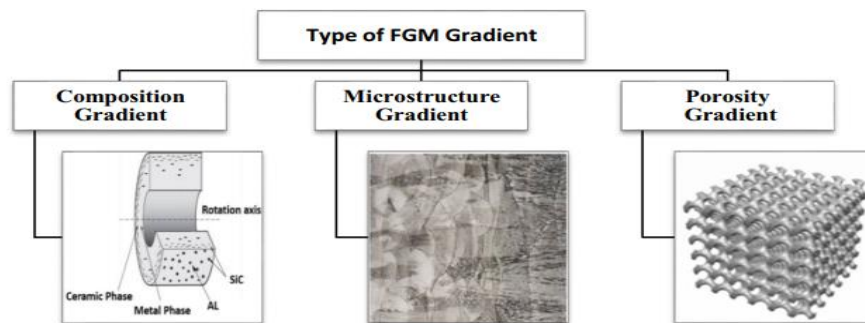 Type of FGM Gradient
Composition
Gradient
Microstructure
Gradient
Porosity
Gradient
Rotation axis
SiC
Ceramic Phase
Metal Phase
AL